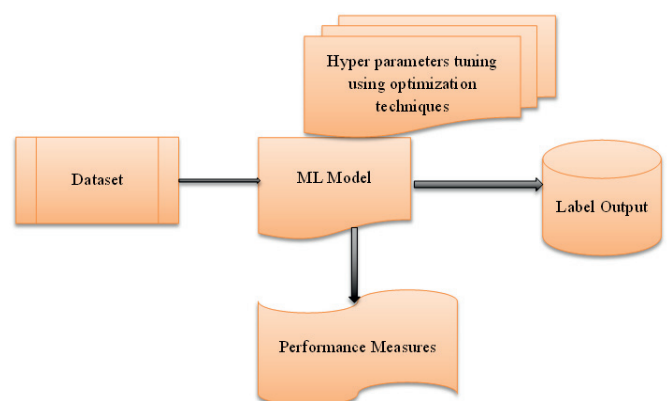 Hyper parameters tuning
using optimization
techniques
Dataset
ML Model
Label Output
Performance Measures